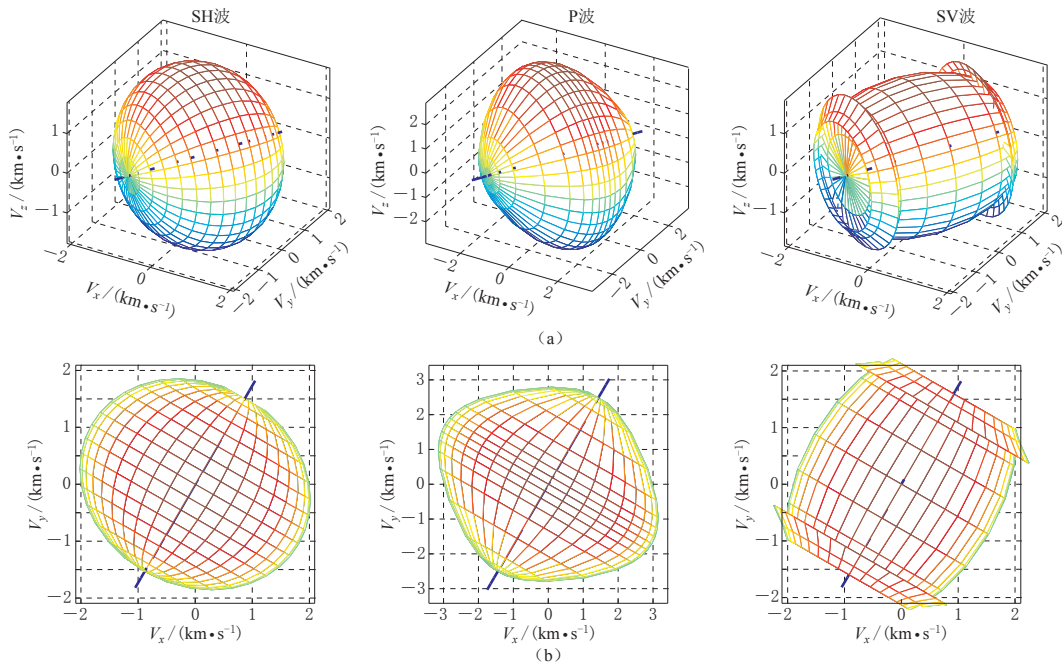 SH波
P波
SV波
1
0
−1
V_z/(km•s⁻¹)
−2
0
2
V_x/(km•s⁻¹)
−2
−1
0
1
2
V_y/(km•s⁻¹)
2
1
0
−1
−2
V_z/(km•s⁻¹)
−2
0
2
V_x/(km•s⁻¹)
−2
0
2
V_y/(km•s⁻¹)
1
0
−1
V_z/(km•s⁻¹)
−2
0
2
V_x/(km•s⁻¹)
−2
−1
0
1
2
V_y/(km•s⁻¹)
(a)
2
1
0
−1
−2
V_y/(km•s⁻¹)
−2 −1 0 1 2
V_x/(km•s⁻¹)
3
2
1
0
−1
−2
−3
V_y/(km•s⁻¹)
−3 −2 −1 0 1 2 3
V_x/(km•s⁻¹)
2
1
0
−1
−2
V_y/(km•s⁻¹)
−2 −1 0 1 2
V_x/(km•s⁻¹)
(b)